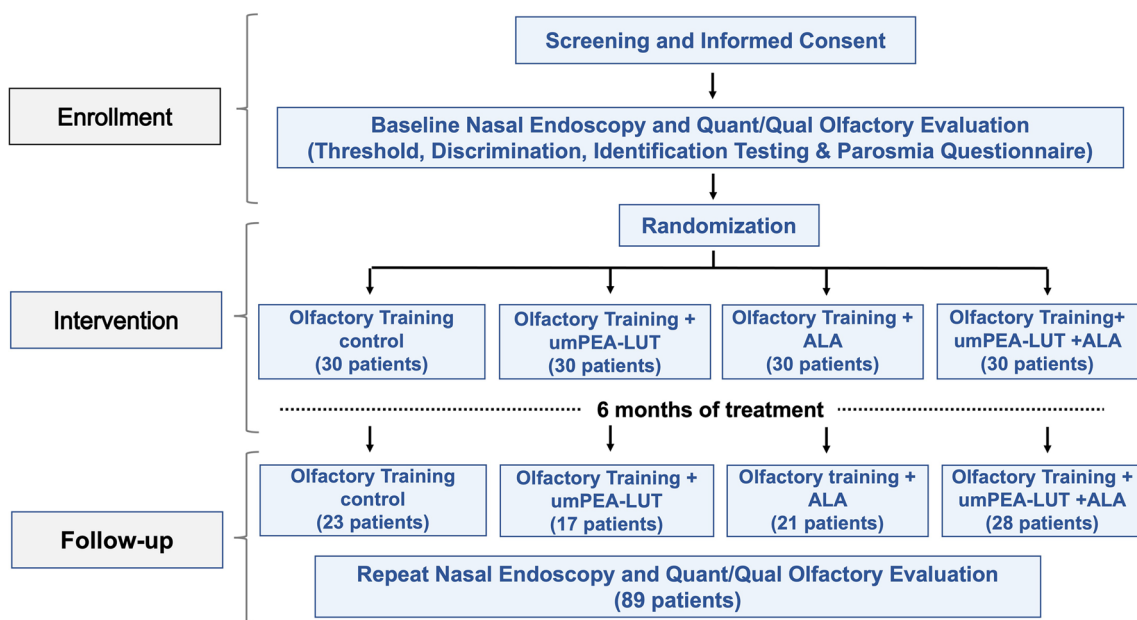 Screening and Informed Consent
Enrollment
Baseline Nasal Endoscopy and Quant/Qual Olfactory Evaluation
(Threshold, Discrimination, Identification Testing & Parosmia Questionnaire)
Randomization
Intervention
Olfactory Training
control
(30 patients)
Olfactory Training +
umPEA-LUT
(30 patients)
Olfactory Training +
ALA
(30 patients)
Olfactory Training+
umPEA-LUT +ALA
(30 patients)
6 months of treatment
Follow-up
Olfactory Training
control
(23 patients)
Olfactory Training +
umPEA-LUT
(17 patients)
Olfactory training +
ALA
(21 patients)
Olfactory Training +
umPEA-LUT +ALA
(28 patients)
Repeat Nasal Endoscopy and Quant/Qual Olfactory Evaluation
(89 patients)